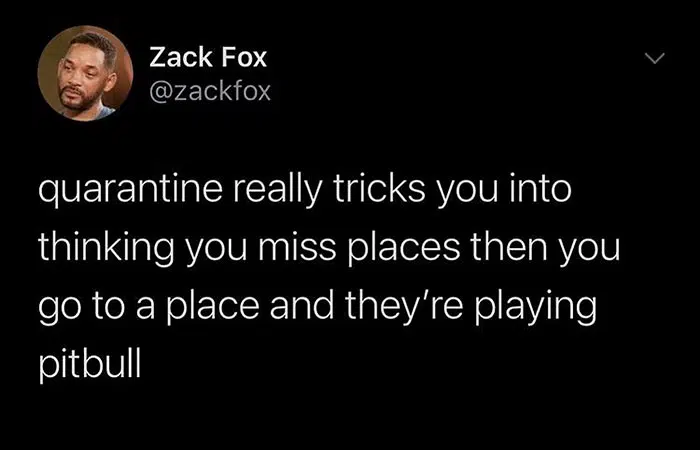 Zack Fox
@zackfox
quarantine really tricks you into
thinking you miss places then you
go to a place and they’re playing
pitbull